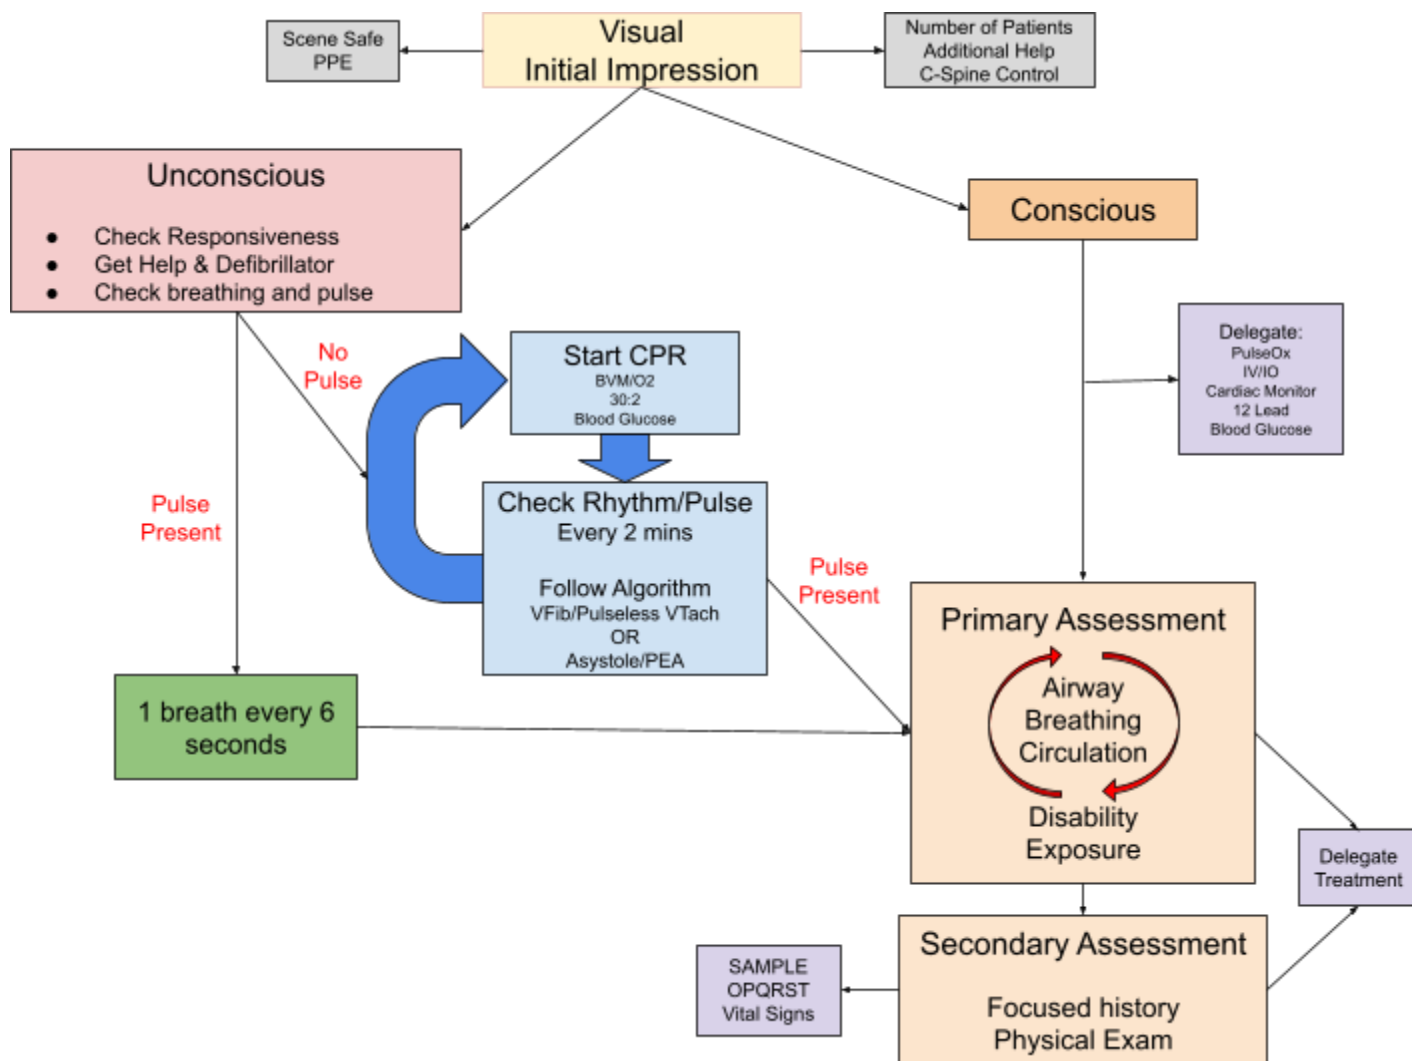 Scene Safe
PPE
Visual
Initial Impression
Number of Patients
Additional Help
C-Spine Control
Unconscious
● Check Responsiveness
● Get Help & Defibrillator
● Check breathing and pulse
Conscious
No
Pulse
Start CPR
BVM/O2
30:2
Blood Glucose
Delegate:
PulseOx
IV/IO
Cardiac Monitor
12 Lead
Blood Glucose
Pulse
Present
Check Rhythm/Pulse
Every 2 mins
Follow Algorithm
VFib/Pulseless VTach
OR
Asystole/PEA
Pulse
Present
1 breath every 6
seconds
Primary Assessment
Airway
Breathing
Circulation
Disability
Exposure
Delegate
Treatment
Secondary Assessment
Focused history
Physical Exam
SAMPLE
OPQRST
Vital Signs